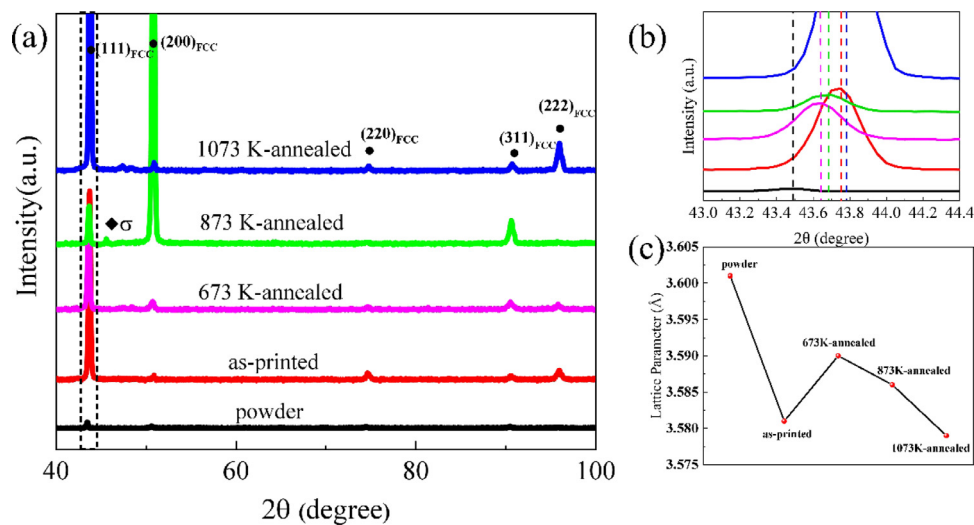 (a)
(111)FCC
(200)FCC
(220)FCC
(311)FCC
(222)FCC
1073 K-annealed
◆σ
873 K-annealed
673 K-annealed
as-printed
powder
Intensity(a.u.)
40 60 80 100
2θ (degree)
(b)
Intensity (a.u.)
43.0 43.2 43.4 43.6 43.8 44.0 44.2 44.4
2θ (degree)
(c)
3.605
3.600
3.595
3.590
3.585
3.580
3.575
Lattice Parameter (Å)
powder
673K-annealed
873K-annealed
as-printed
1073K-annealed